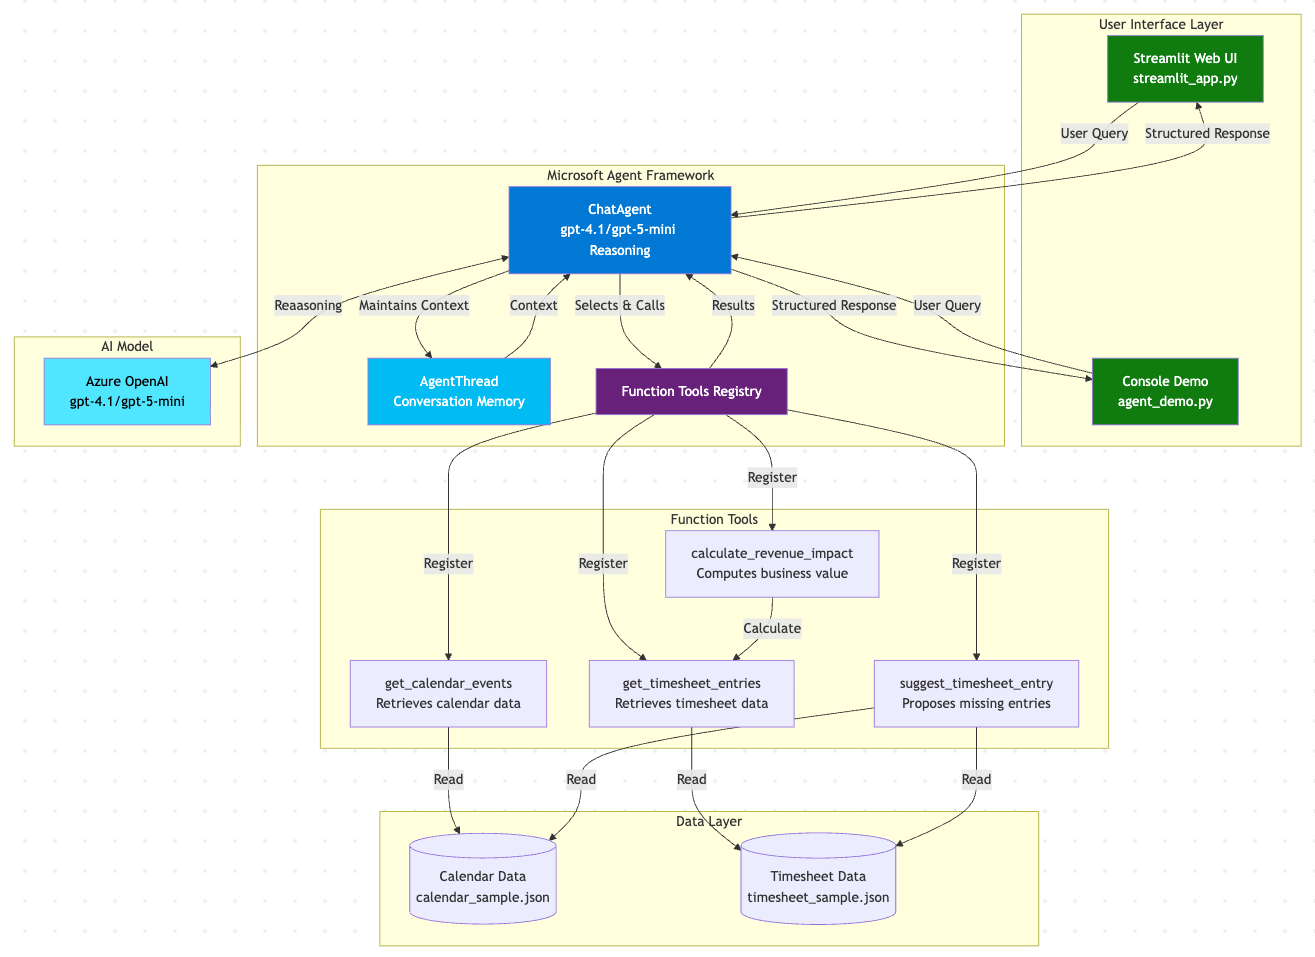 User Interface Layer
Streamlit Web UI
streamlit_app.py
User Query
Structured Response
Microsoft Agent Framework
ChatAgent
gpt-4.1/gpt-5-mini
Reasoning
Reaasoning
Maintains Context
Context
Selects & Calls
Results
Structured Response
User Query
AI Model
Azure OpenAI
gpt-4.1/gpt-5-mini
AgentThread
Conversation Memory
Function Tools Registry
Console Demo
agent_demo.py
Register
Function Tools
calculate_revenue_impact
Computes business value
Register
Register
Register
Calculate
get_calendar_events
Retrieves calendar data
get_timesheet_entries
Retrieves timesheet data
suggest_timesheet_entry
Proposes missing entries
Read
Read
Read
Read
Data Layer
Calendar Data
calendar_sample.json
Timesheet Data
timesheet_sample.json